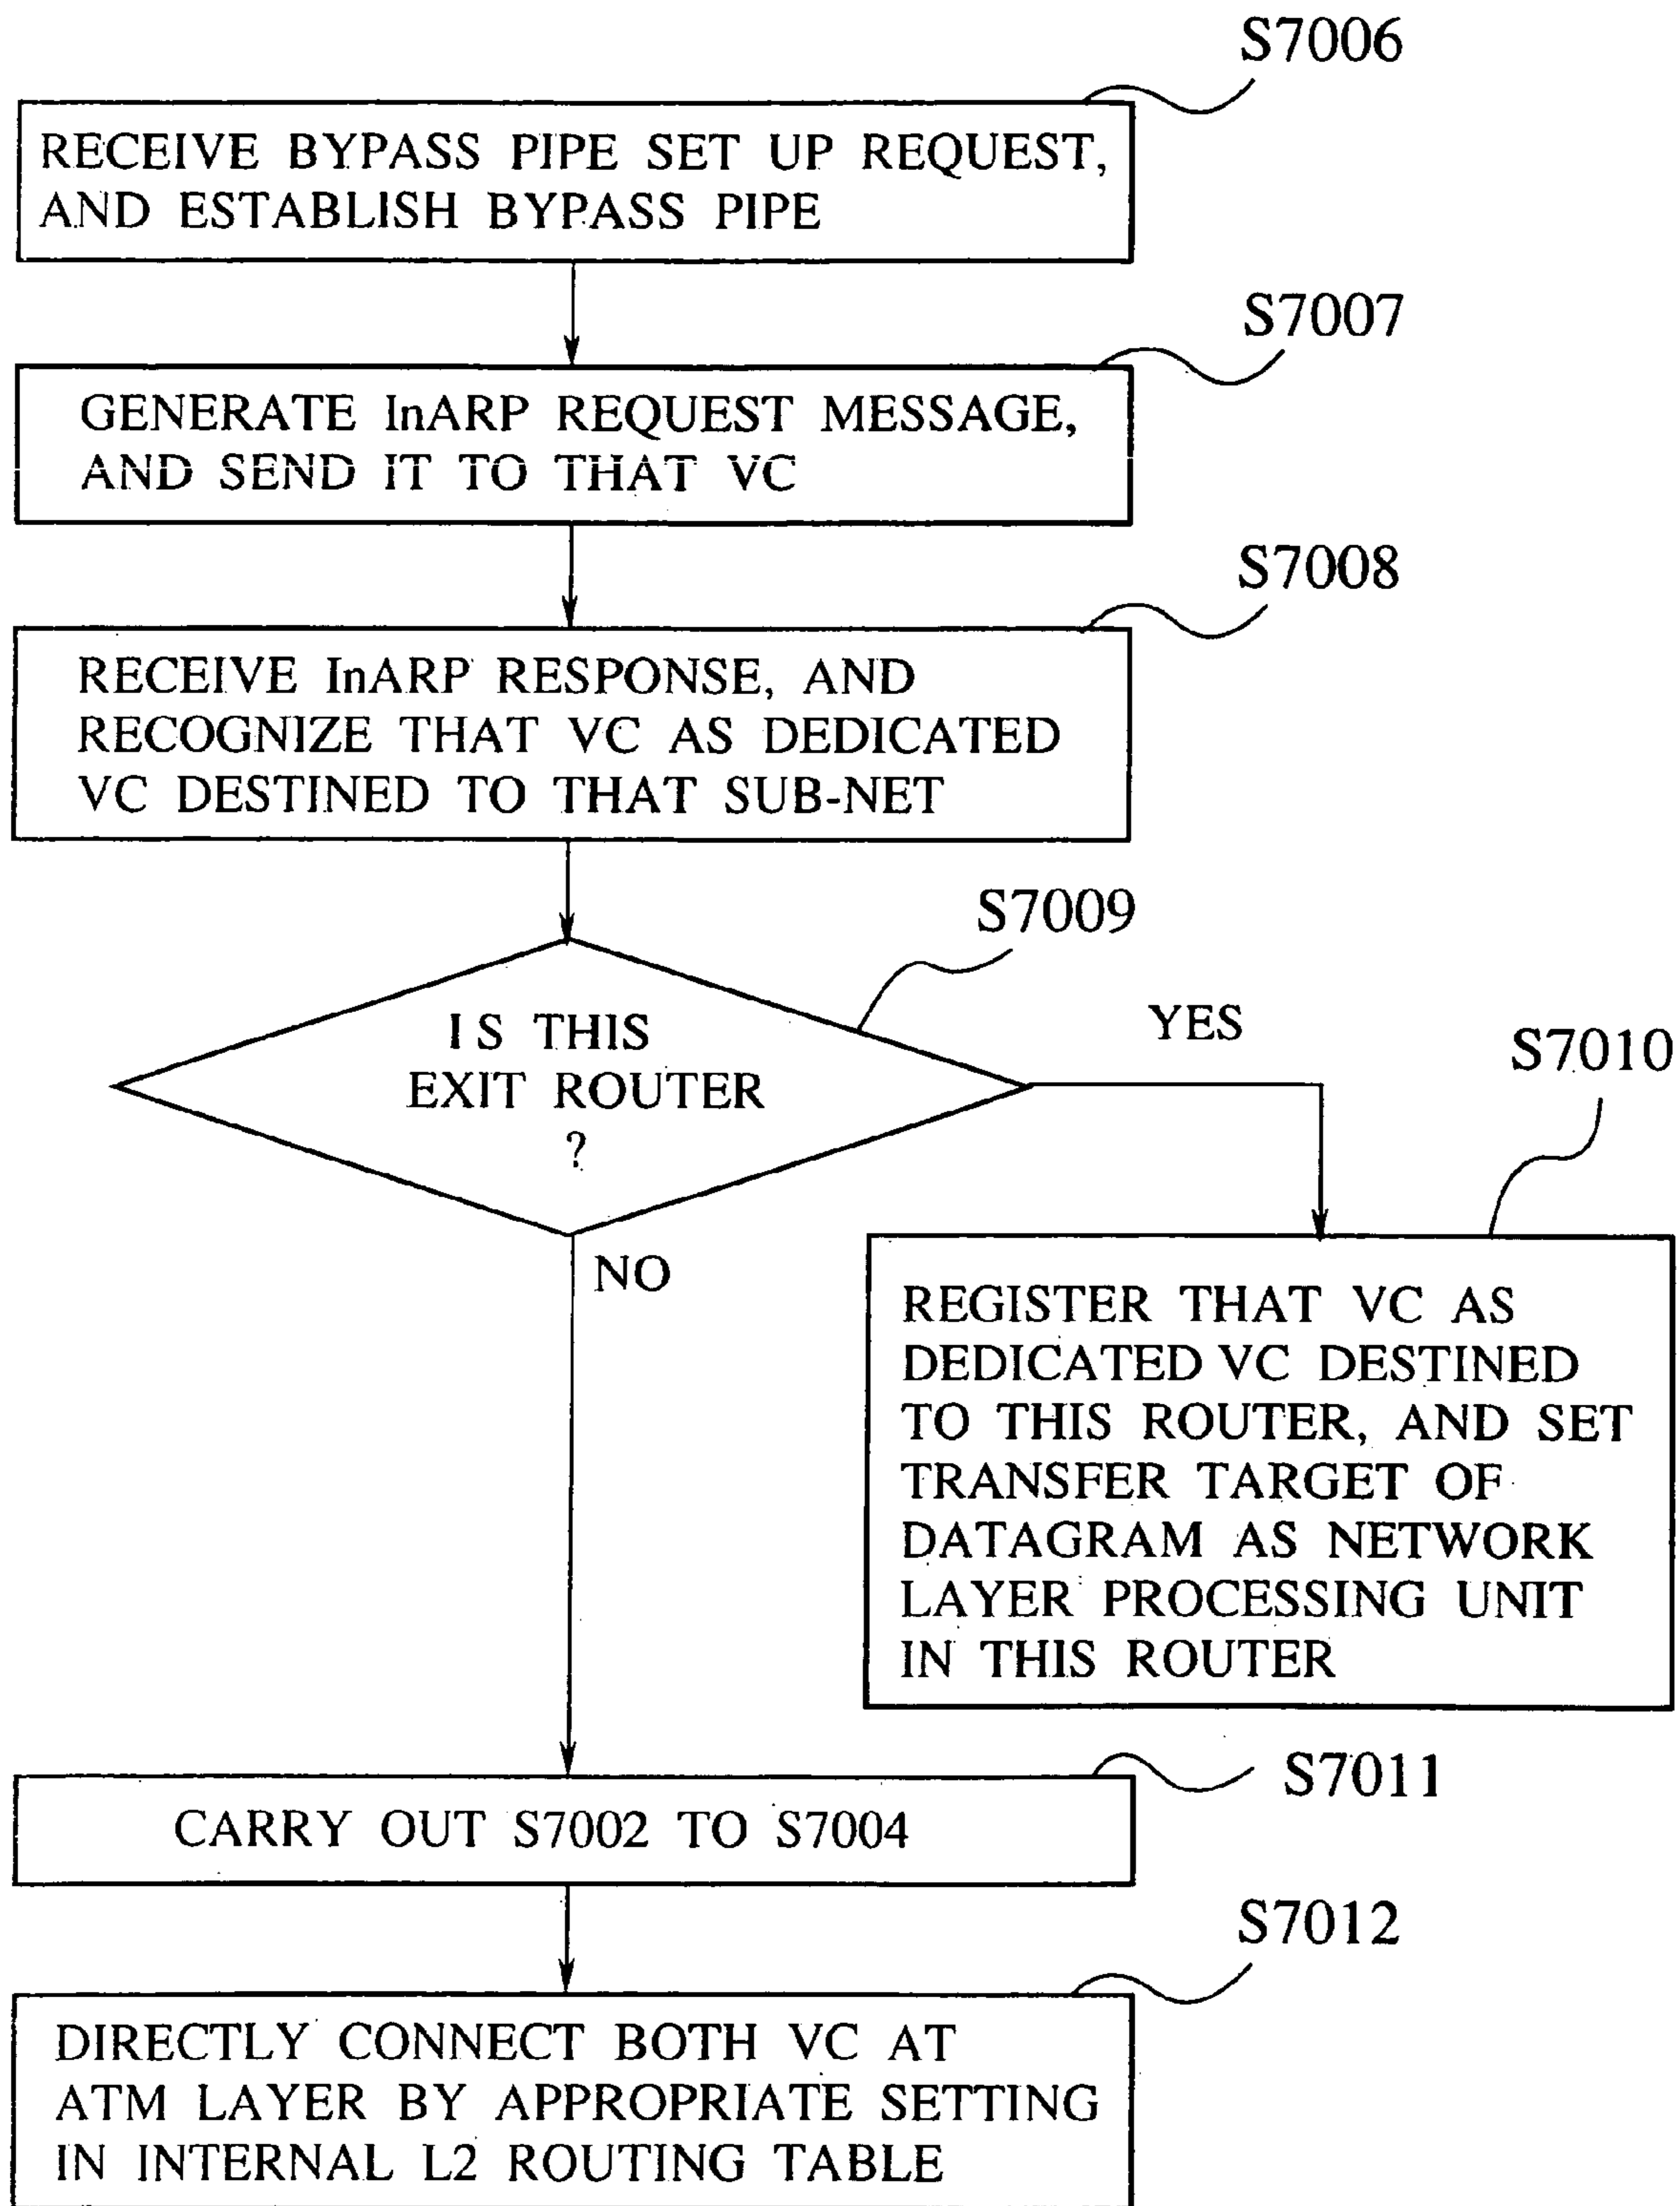 S7006
RECEIVE BYPASS PIPE SET UP REQUEST,
AND ESTABLISH BYPASS PIPE
S7007
GENERATE InARP REQUEST MESSAGE,
AND SEND IT TO THAT VC
S7008
RECEIVE InARP RESPONSE, AND
RECOGNIZE THAT VC AS DEDICATED
VC DESTINED TO THAT SUB-NET
S7009
IS THIS
EXIT ROUTER
?
YES
NO
S7010
REGISTER THAT VC AS
DEDICATED VC DESTINED
TO THIS ROUTER, AND SET
TRANSFER TARGET OF
DATAGRAM AS NETWORK
LAYER PROCESSING UNIT
IN THIS ROUTER
S7011
CARRY OUT S7002 TO S7004
S7012
DIRECTLY CONNECT BOTH VC AT
ATM LAYER BY APPROPRIATE SETTING
IN INTERNAL L2 ROUTING TABLE